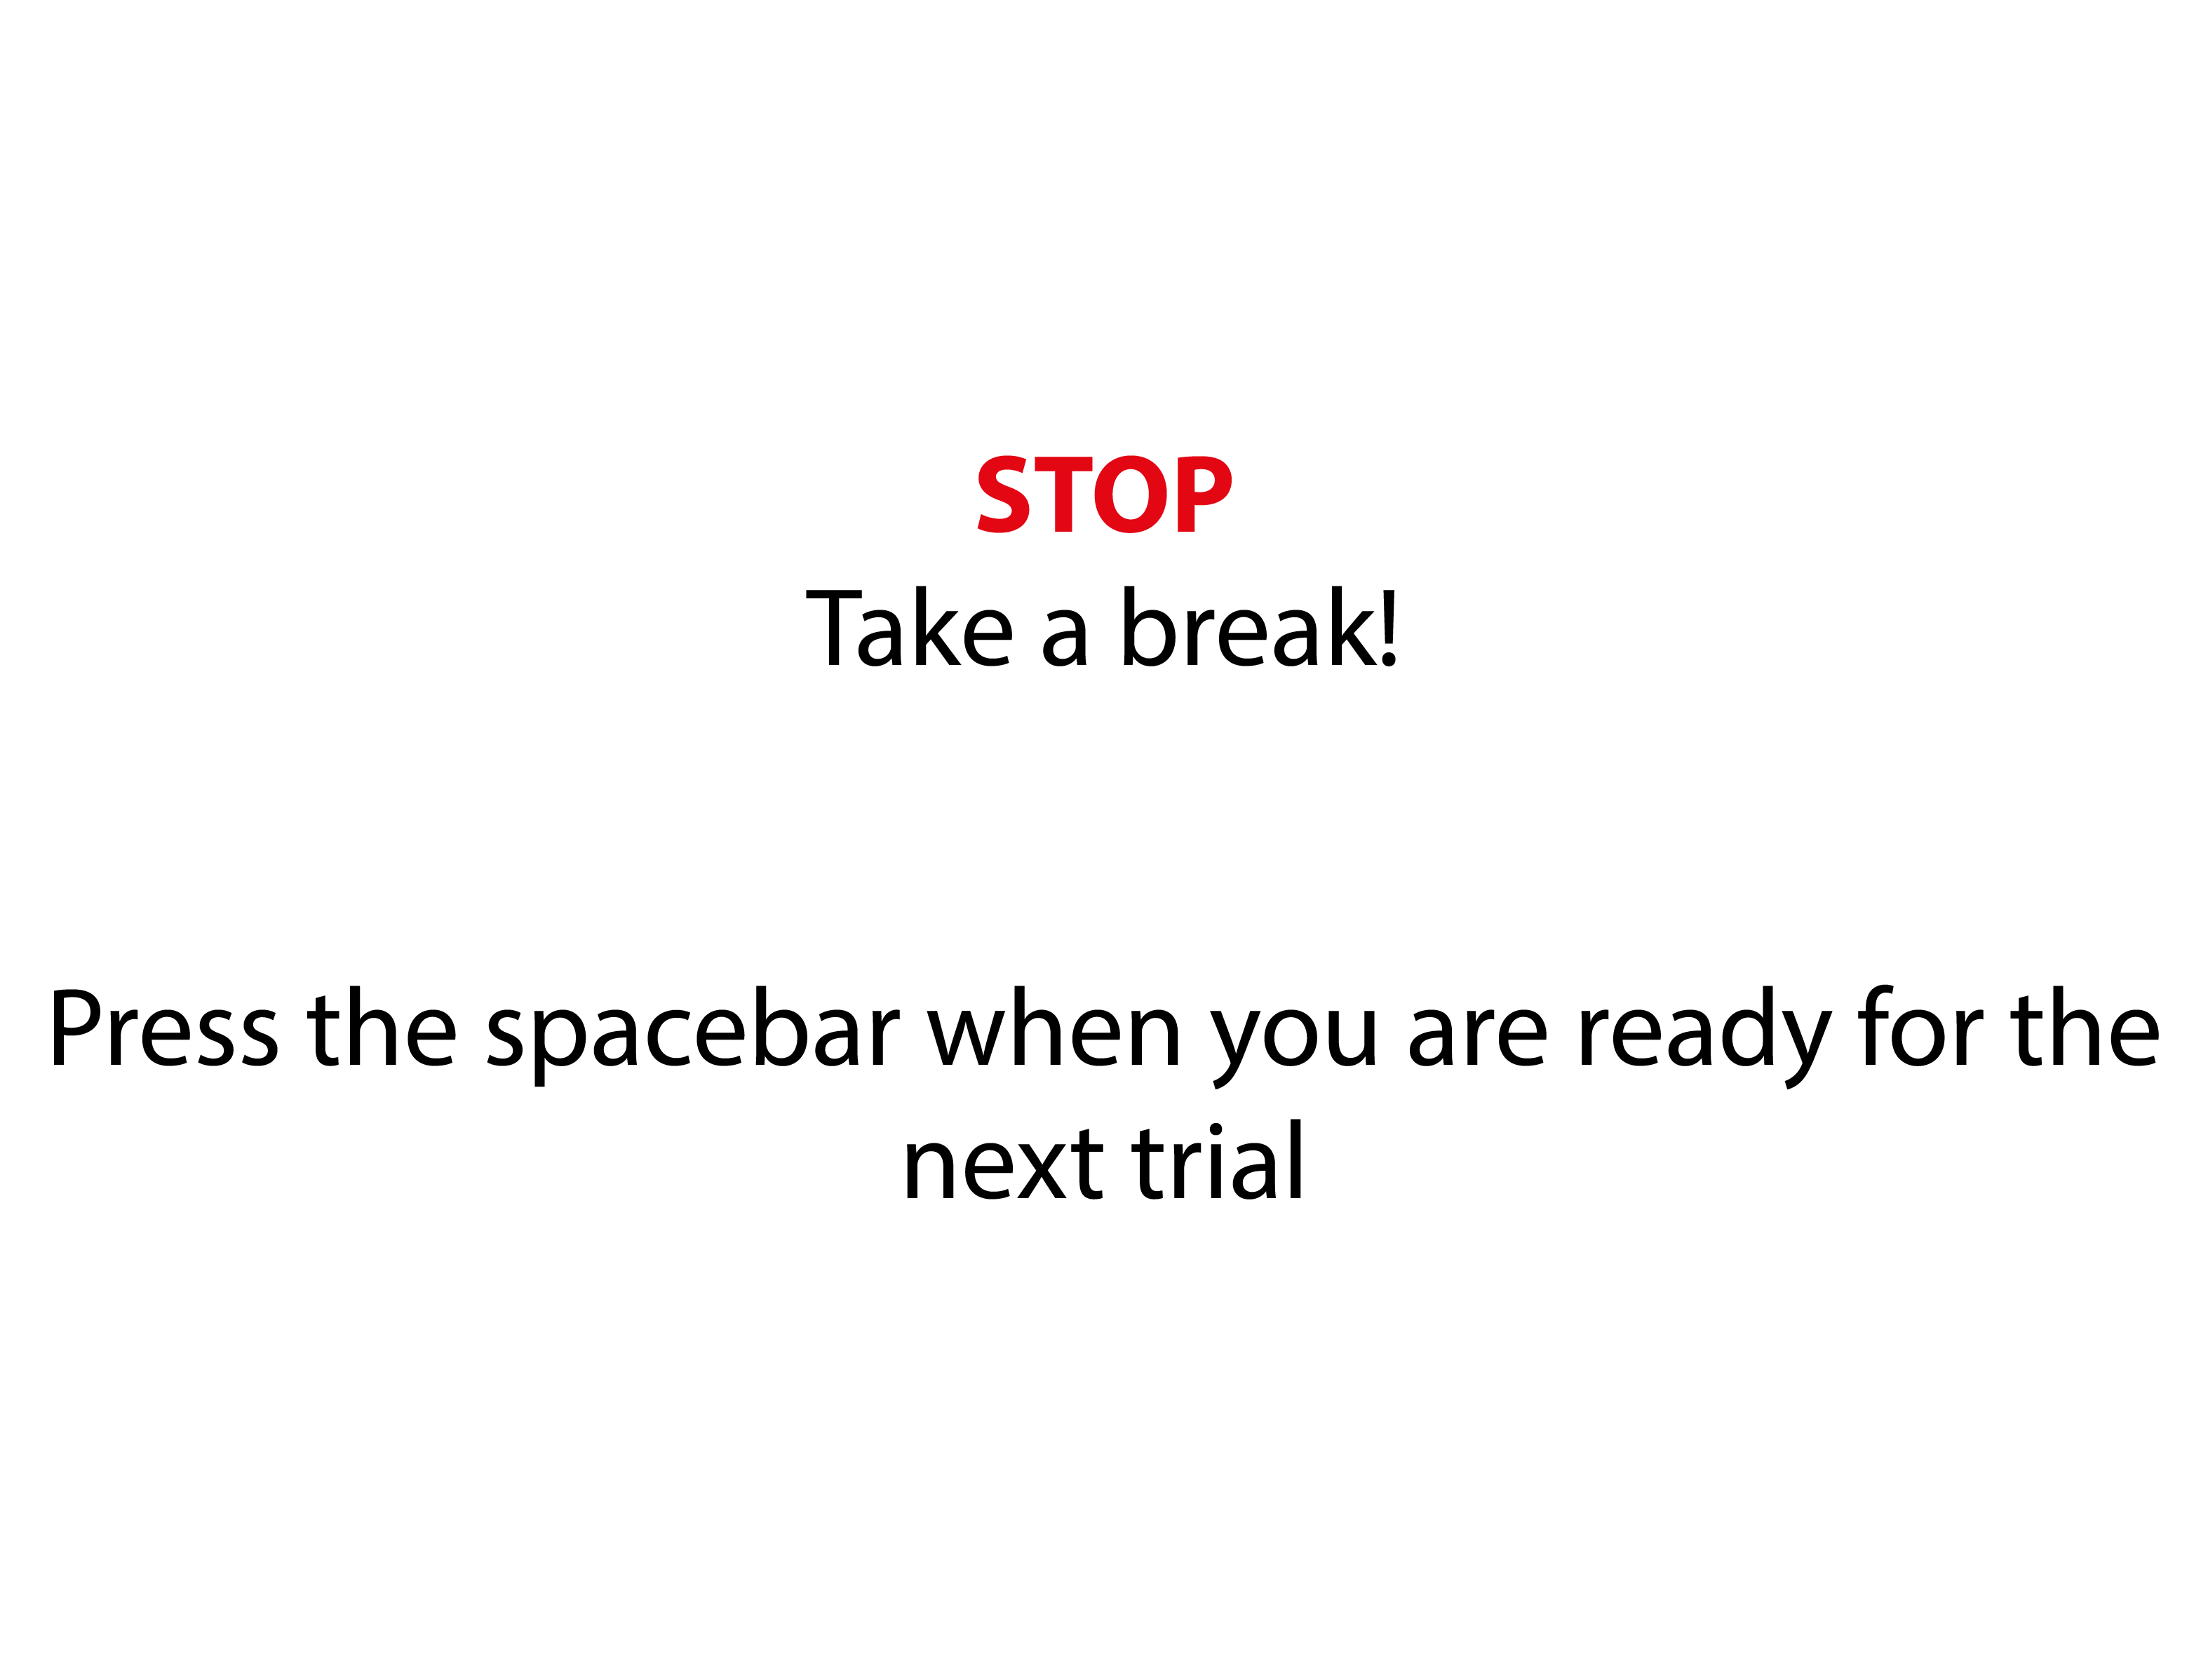 STOP
Take a break!
Press the spacebar when you are ready for the
next trial